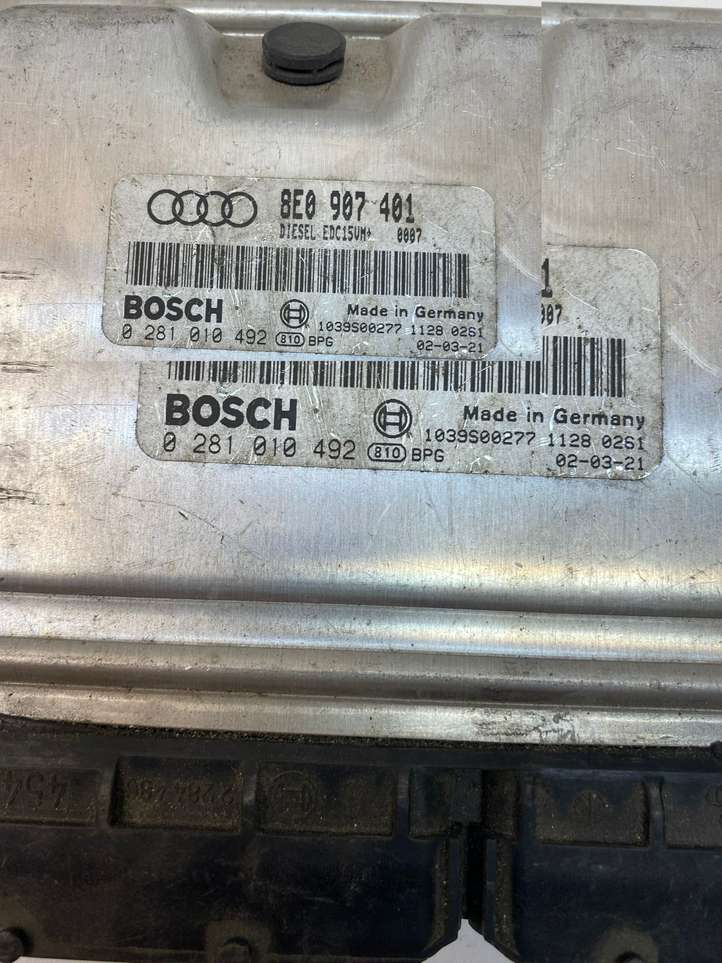 8E0 907 401
DIESEL EDC15VM+ 0007
BOSCH
Made in Germany
0 281 010 492 810 BPG 1039S00277 1128 02S1
02-03-21
1
007
BOSCH
Made in Germany
0 281 010 492 810 BPG 1039S00277 1128 02S1
02-03-21
454